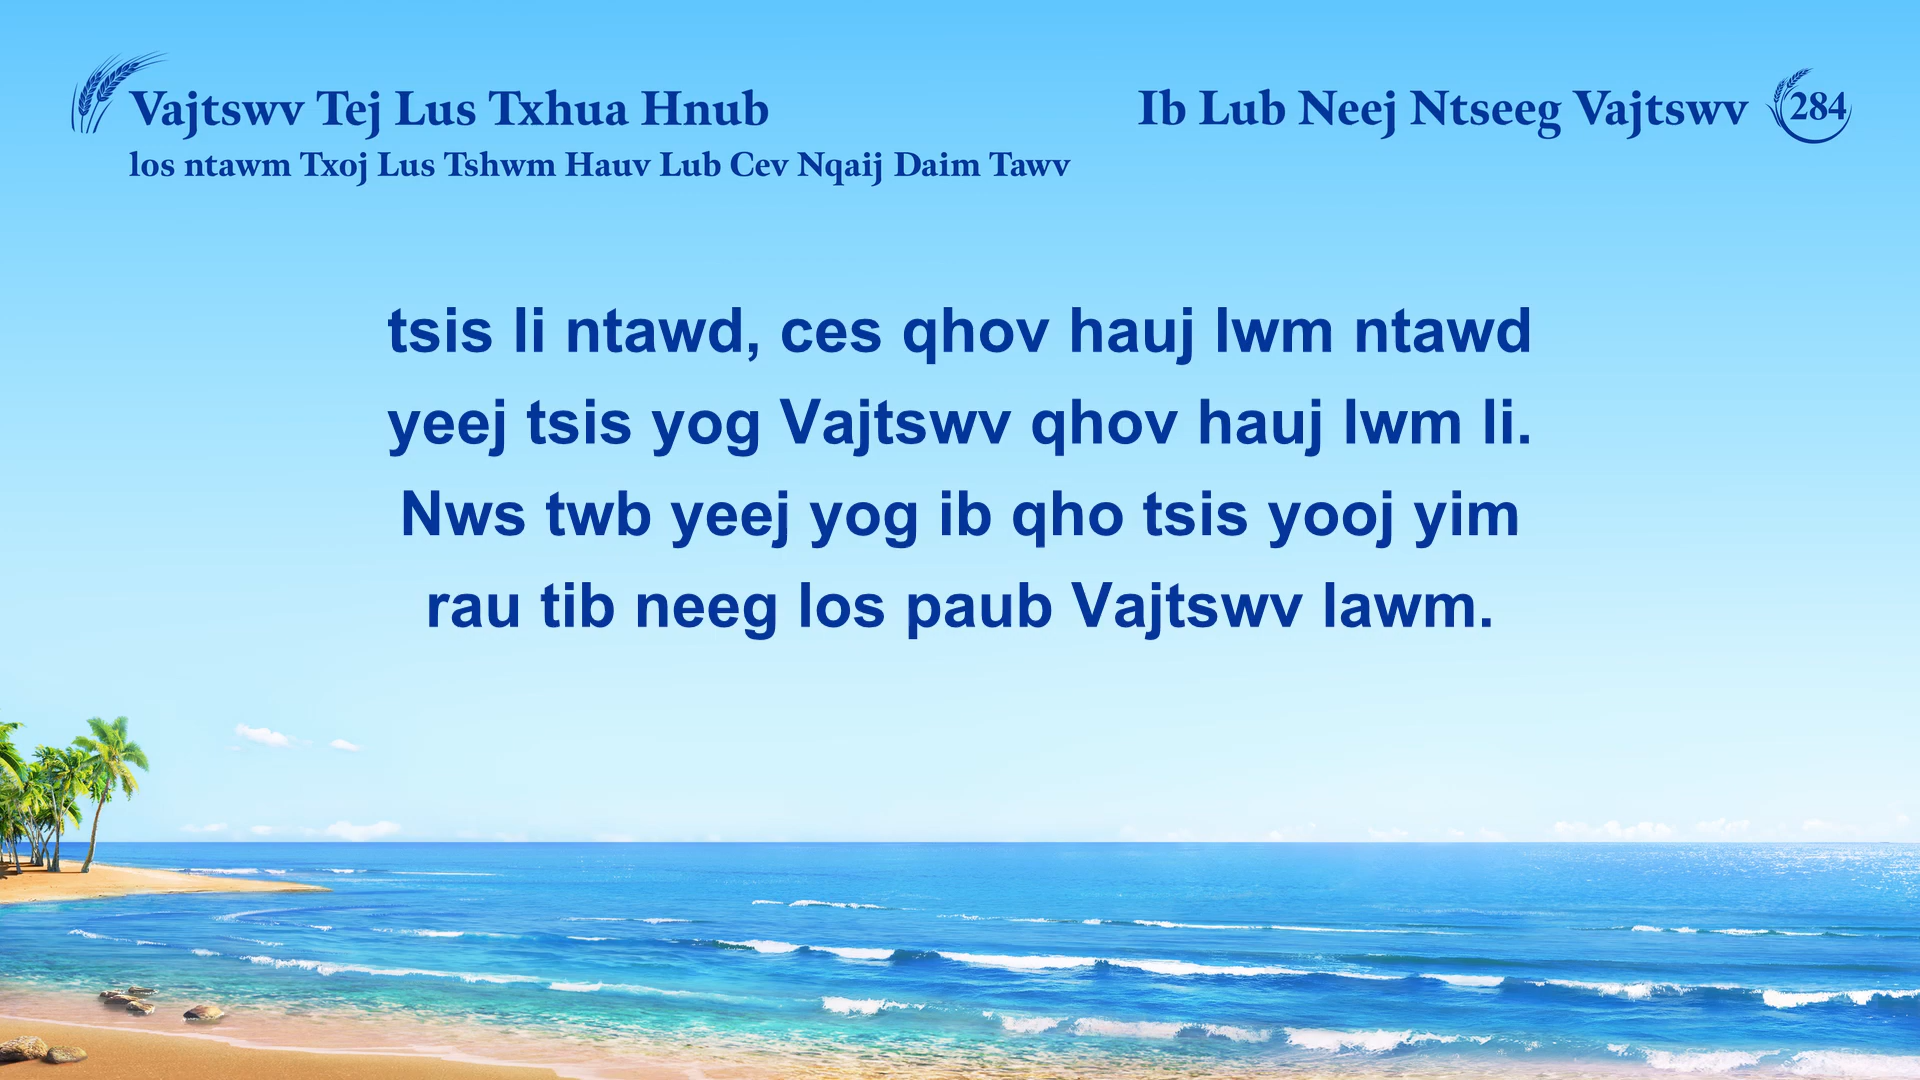 Vajtswv Tej Lus Txhua Hnub
los ntawm Txoj Lus Tshwm Hauv Lub Cev Nqaij Daim Tawv
Ib Lub Neej Ntseeg Vajtswv 284
tsis li ntawd, ces qhov hauj lwm ntawd
yeej tsis yog Vajtswv qhov hauj lwm li.
Nws twb yeej yog ib qho tsis yooj yim
rau tib neeg los paub Vajtswv lawm.